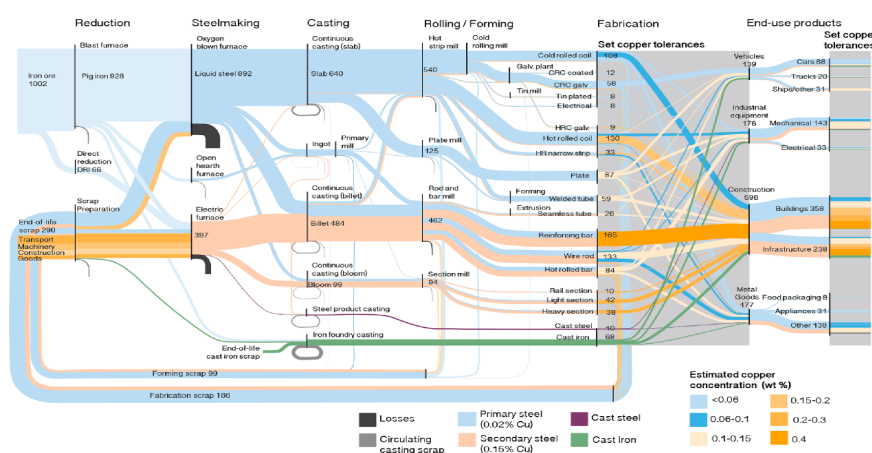 Reduction
Steelmaking
Casting
Rolling / Forming
Fabrication
End-use products
Blast furnace
Oxygen
blown furnace
Continuous
casting (slab)
Hot
strip mill
Cold
rolling mill
Set copper tolerances
Set copper
tolerances
Iron ore
1002
Pig iron 928
Liquid steel 892
Slab 640
540
Galv. plant
Tin mill
Cold rolled coil
108
CRC coated
12
CRC galv.
58
Tin plated
8
Electrical
8
HRC galv.
9
Hot rolled coil
130
HR narrow strip
33
Vehicles
139
Cars 88
Trucks 20
Ships/other 31
Industrial
equipment
176
Mechanical 143
Electrical 33
Direct
reduction
DRI 66
Open
hearth
furnace
Ingot
Primary
mill
Plate mill
125
Plate
87
Scrap
Preparation
Electric
furnace
397
Continuous
casting (billet)
Billet 484
Rod and
bar mill
462
Forming
Extrusion
Welded tube
59
Seamless tube
26
Reinforcing bar
165
Wire rod
133
Hot rolled bar
84
Construction
596
Buildings 358
Infrastructure 238
End-of-life
scrap 290
Transport
Machinery
Construction
Goods
Continuous
casting (bloom)
Bloom 99
Section mill
94
Rail section
10
Light section
42
Heavy section
38
Metal
Goods
177
Food packaging 8
Appliances 31
Other 138
Steel product casting
Cast steel
10
Iron foundry casting
Cast iron
68
End-of-life
cast iron scrap
Forming scrap 99
Fabrication scrap 186
Losses
Circulating
casting scrap
Primary steel
(0.02% Cu)
Secondary steel
(0.15% Cu)
Cast steel
Cast Iron
Estimated copper
concentration (wt %)
<0.06
0.06-0.1
0.1-0.15
0.15-0.2
0.2-0.3
0.4